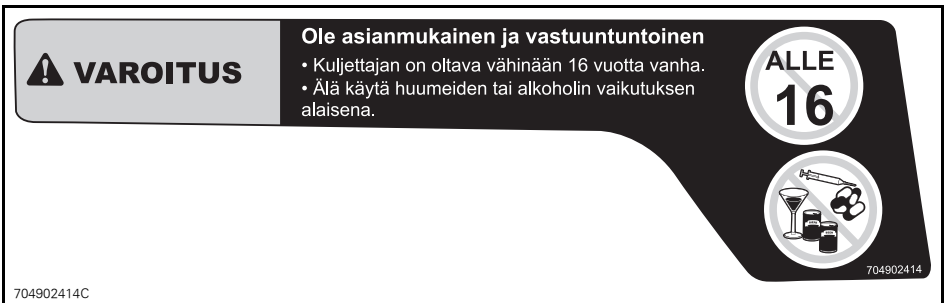 VAROITUS
Ole asianmukainen ja vastuuntuntoinen
• Kuljettajan on oltava vähinään 16 vuotta vanha.
• Älä käytä huumeiden tai alkoholin vaikutuksen
alaisena.
ALLE
16
704902414
704902414C